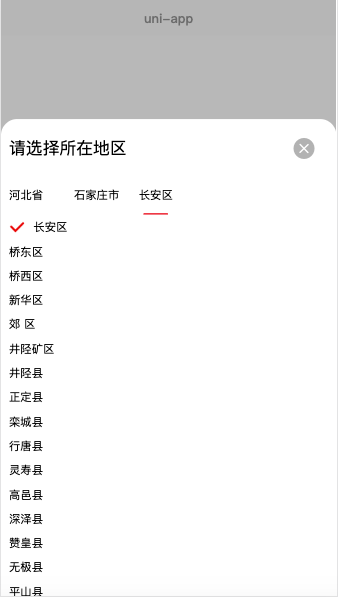 uni-app
请选择所在地区
河北省 石家庄市 长安区
长安区
桥东区
桥西区
新华区
郊 区
井陉矿区
井陉县
正定县
栾城县
行唐县
灵寿县
高邑县
深泽县
赞皇县
无极县
平山县